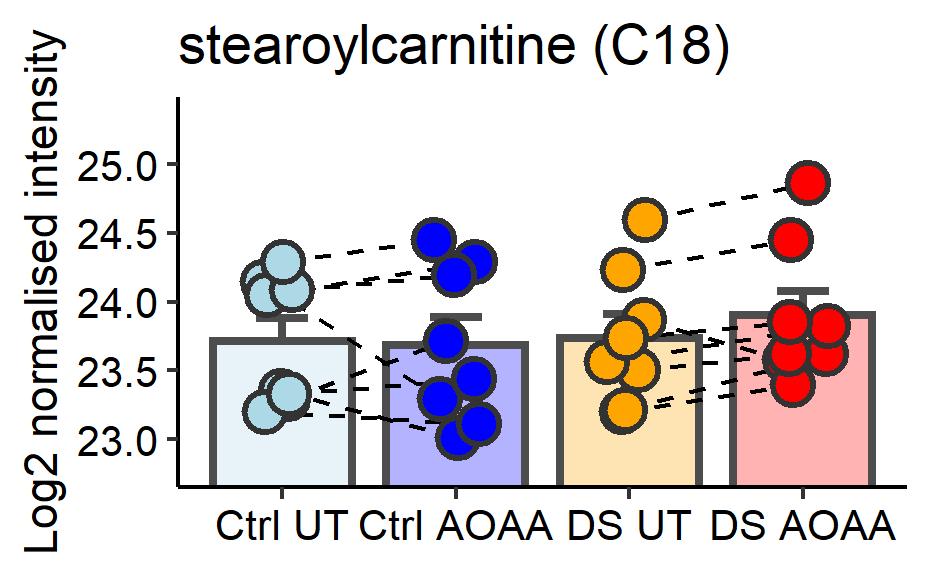 stearoylcarnitine (C18)
Log2 normalised intensity
25.0
24.5
24.0
23.5
23.0
Ctrl UT Ctrl AOAA DS UT DS AOAA